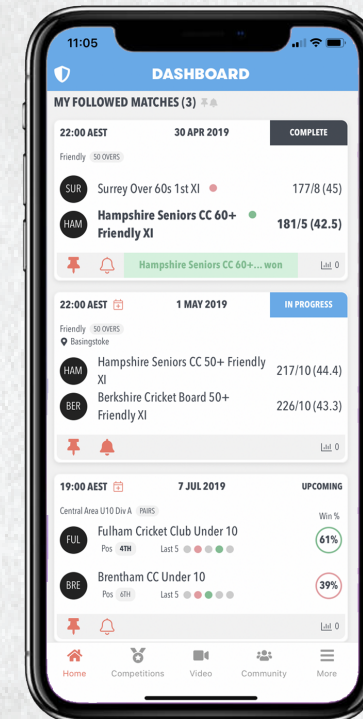 11:05
DASHBOARD
MY FOLLOWED MATCHES (3)
22:00 AEST 30 APR 2019 COMPLETE
Friendly 50 OVERS
SUR Surrey Over 60s 1st XI 177/8 (45)
HAM Hampshire Seniors CC 60+ Friendly XI 181/5 (42.5)
Hampshire Seniors CC 60+... won 0
22:00 AEST 1 MAY 2019 IN PROGRESS
Friendly 50 OVERS
Basingstoke
HAM Hampshire Seniors CC 50+ Friendly XI 217/10 (44.4)
BER Berkshire Cricket Board 50+ Friendly XI 226/10 (43.3)
0
19:00 AEST 7 JUL 2019 UPCOMING
Central Area U10 Div A PAIRS Win %
FUL Fulham Cricket Club Under 10 61%
Pos 4TH Last 5
BRE Brentham CC Under 10 39%
Pos 6TH Last 5
0
Home Competitions Video Community More